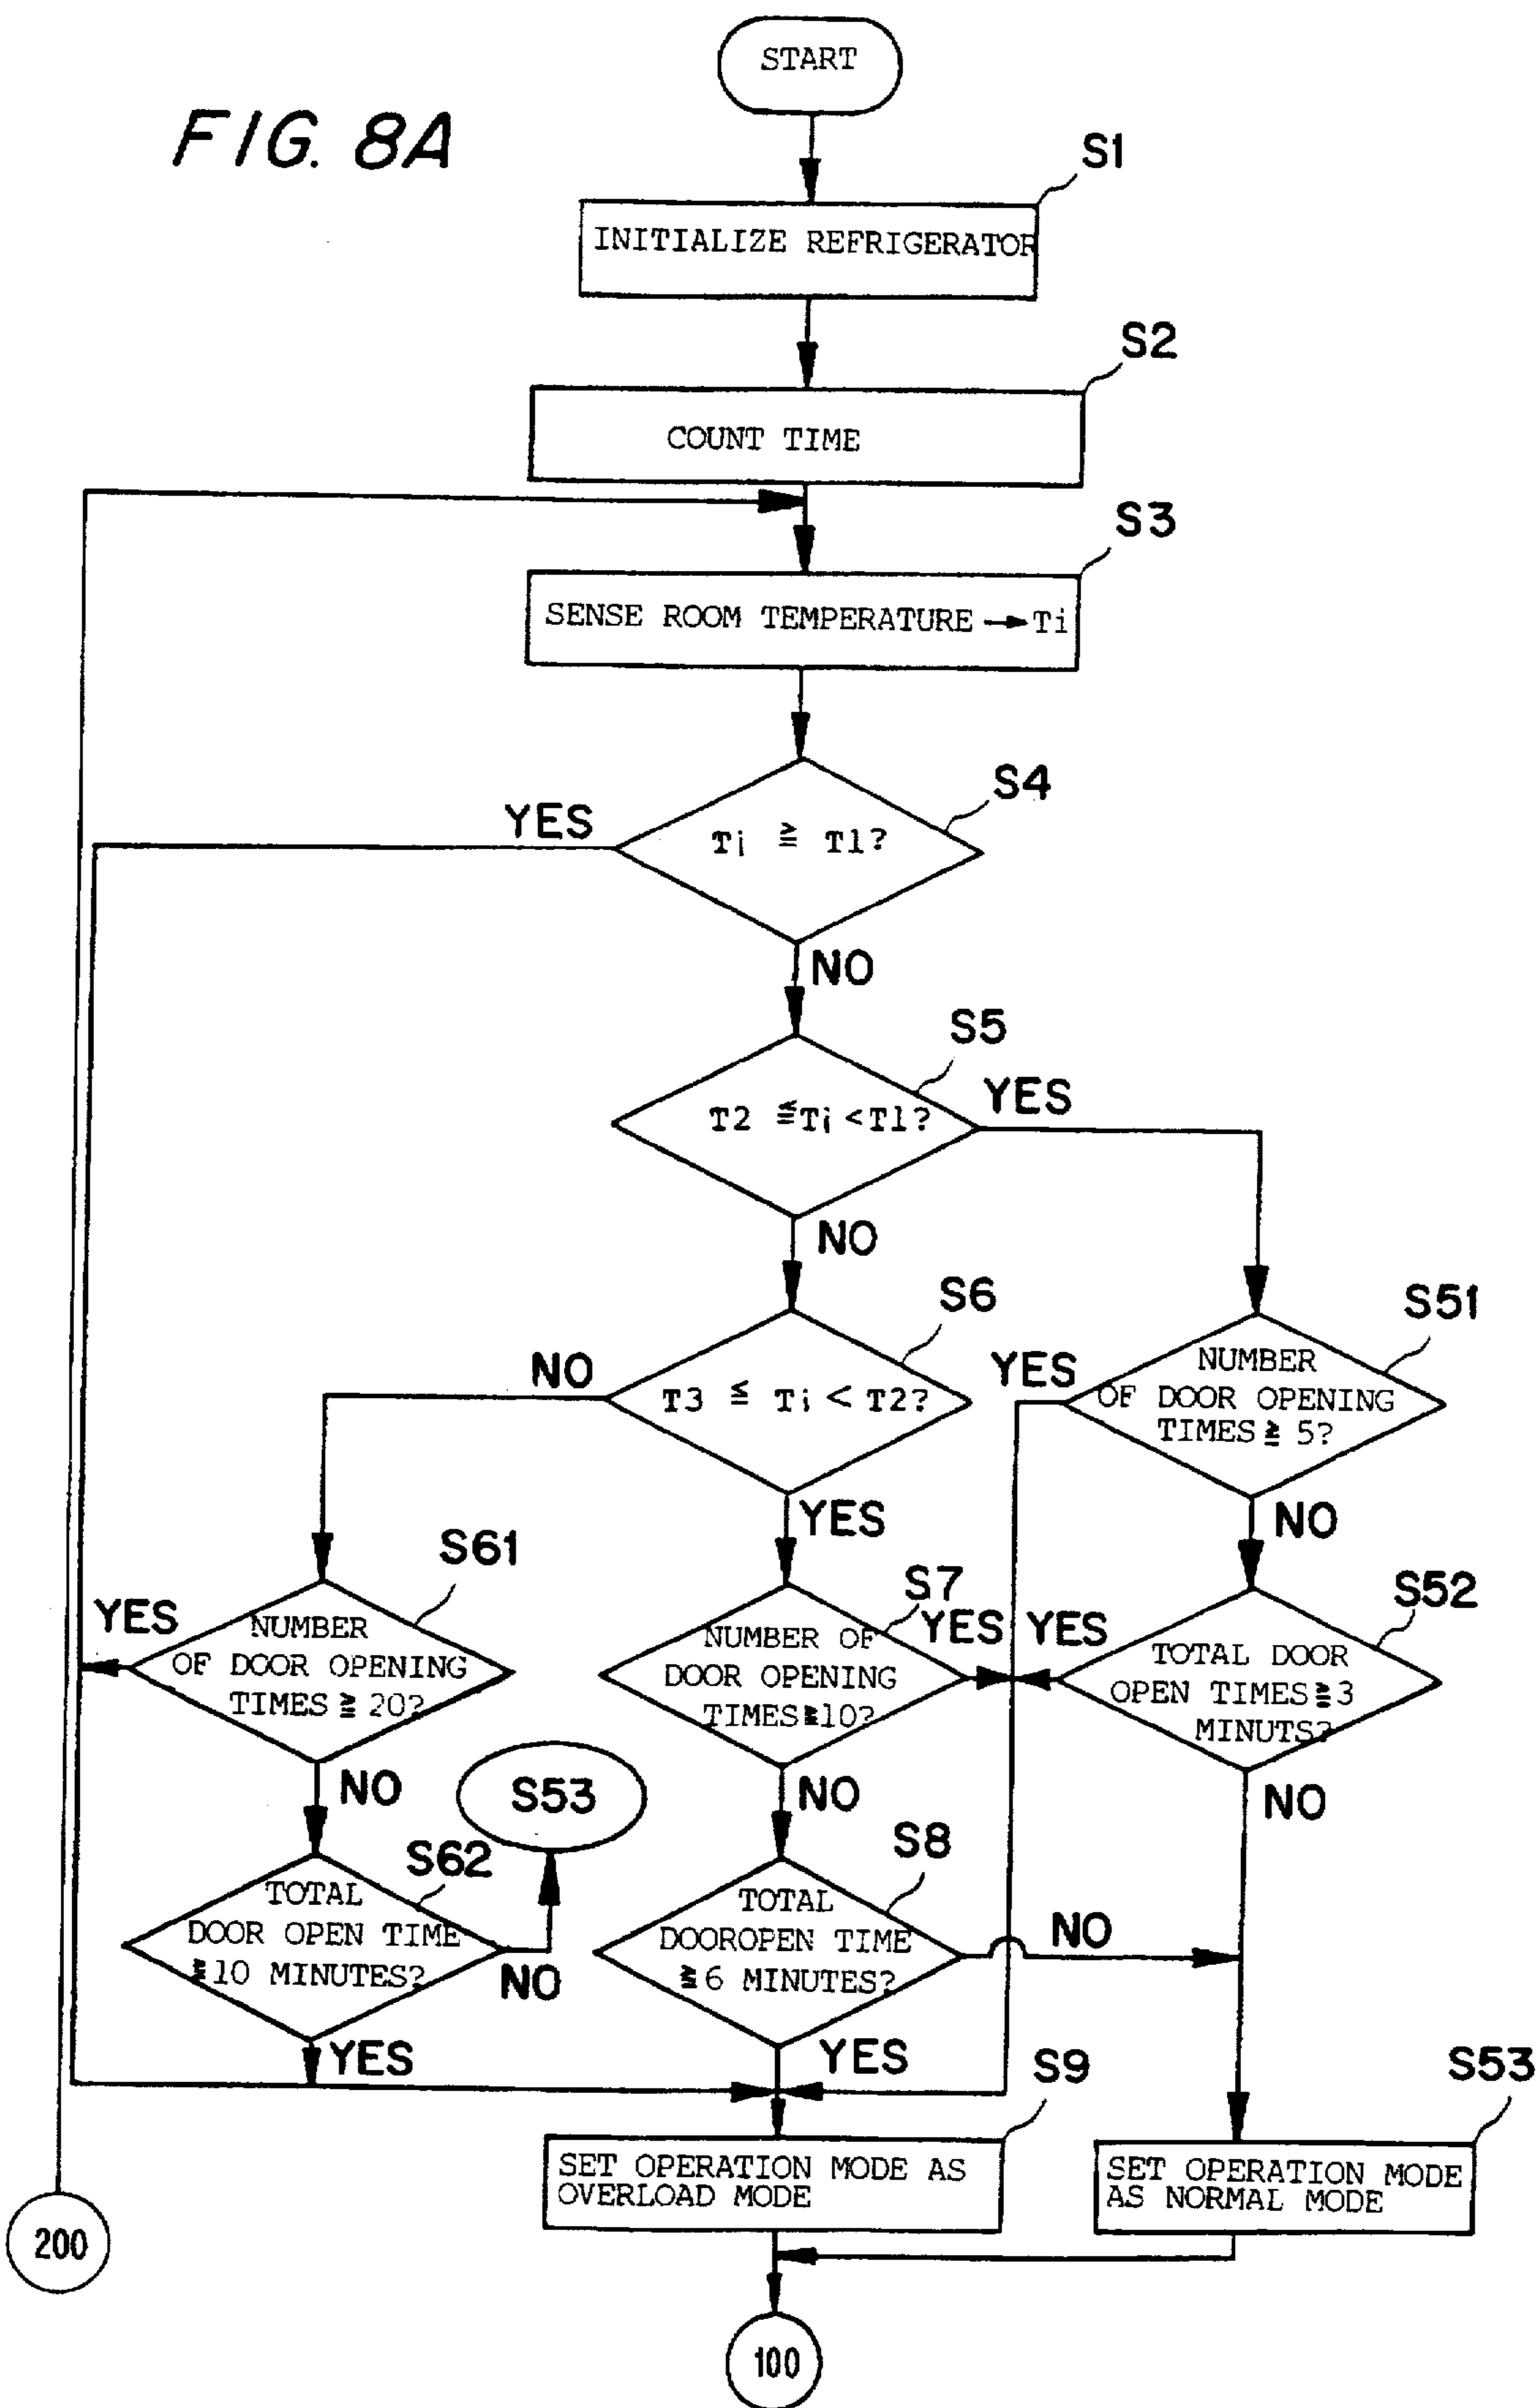 FIG. 8A
START
S1
INITIALIZE REFRIGERATOR
S2
COUNT TIME
S3
SENSE ROOM TEMPERATURE → Ti
S4
YES
Ti ≧ T1?
NO
S5
YES
T2 ≦ Ti < T1?
NO
S6
NO
T3 ≦ Ti < T2?
YES
S51
YES
NUMBER
OF DOOR OPENING
TIMES ≧ 5?
NO
S61
YES
NUMBER
OF DOOR OPENING
TIMES ≧ 20?
NO
S7
YES
NUMBER OF
DOOR OPENING
TIMES ≧ 10?
NO
S52
YES
TOTAL DOOR
OPEN TIMES ≧ 3
MINUTS?
NO
S53
S62
TOTAL
DOOR OPEN TIME
≧ 10 MINUTES?
NO
YES
S8
TOTAL
DOOROPEN TIME
≧ 6 MINUTES?
NO
YES
S9
SET OPERATION MODE AS
OVERLOAD MODE
S53
SET OPERATION MODE
AS NORMAL MODE
200
100